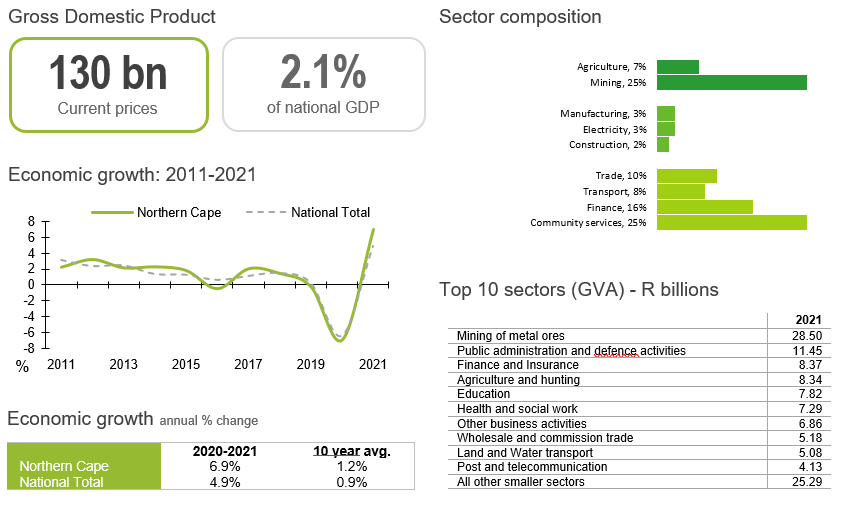 Gross Domestic Product
130 bn
Current prices
2.1%
of national GDP
Economic growth: 2011-2021
Northern Cape
National Total
8
6
4
2
0
-2
-4
-6
-8
%
2011
2013
2015
2017
2019
2021
Economic growth annual % change
2020-2021 10 year avg.
Northern Cape 6.9% 1.2%
National Total 4.9% 0.9%
Sector composition
Agriculture, 7%
Mining, 25%
Manufacturing, 3%
Electricity, 3%
Construction, 2%
Trade, 10%
Transport, 8%
Finance, 16%
Community services, 25%
Top 10 sectors (GVA) - R billions
2021
Mining of metal ores 28.50
Public administration and defence activities 11.45
Finance and Insurance 8.37
Agriculture and hunting 8.34
Education 7.82
Health and social work 7.29
Other business activities 6.86
Wholesale and commission trade 5.18
Land and Water transport 5.08
Post and telecommunication 4.13
All other smaller sectors 25.29